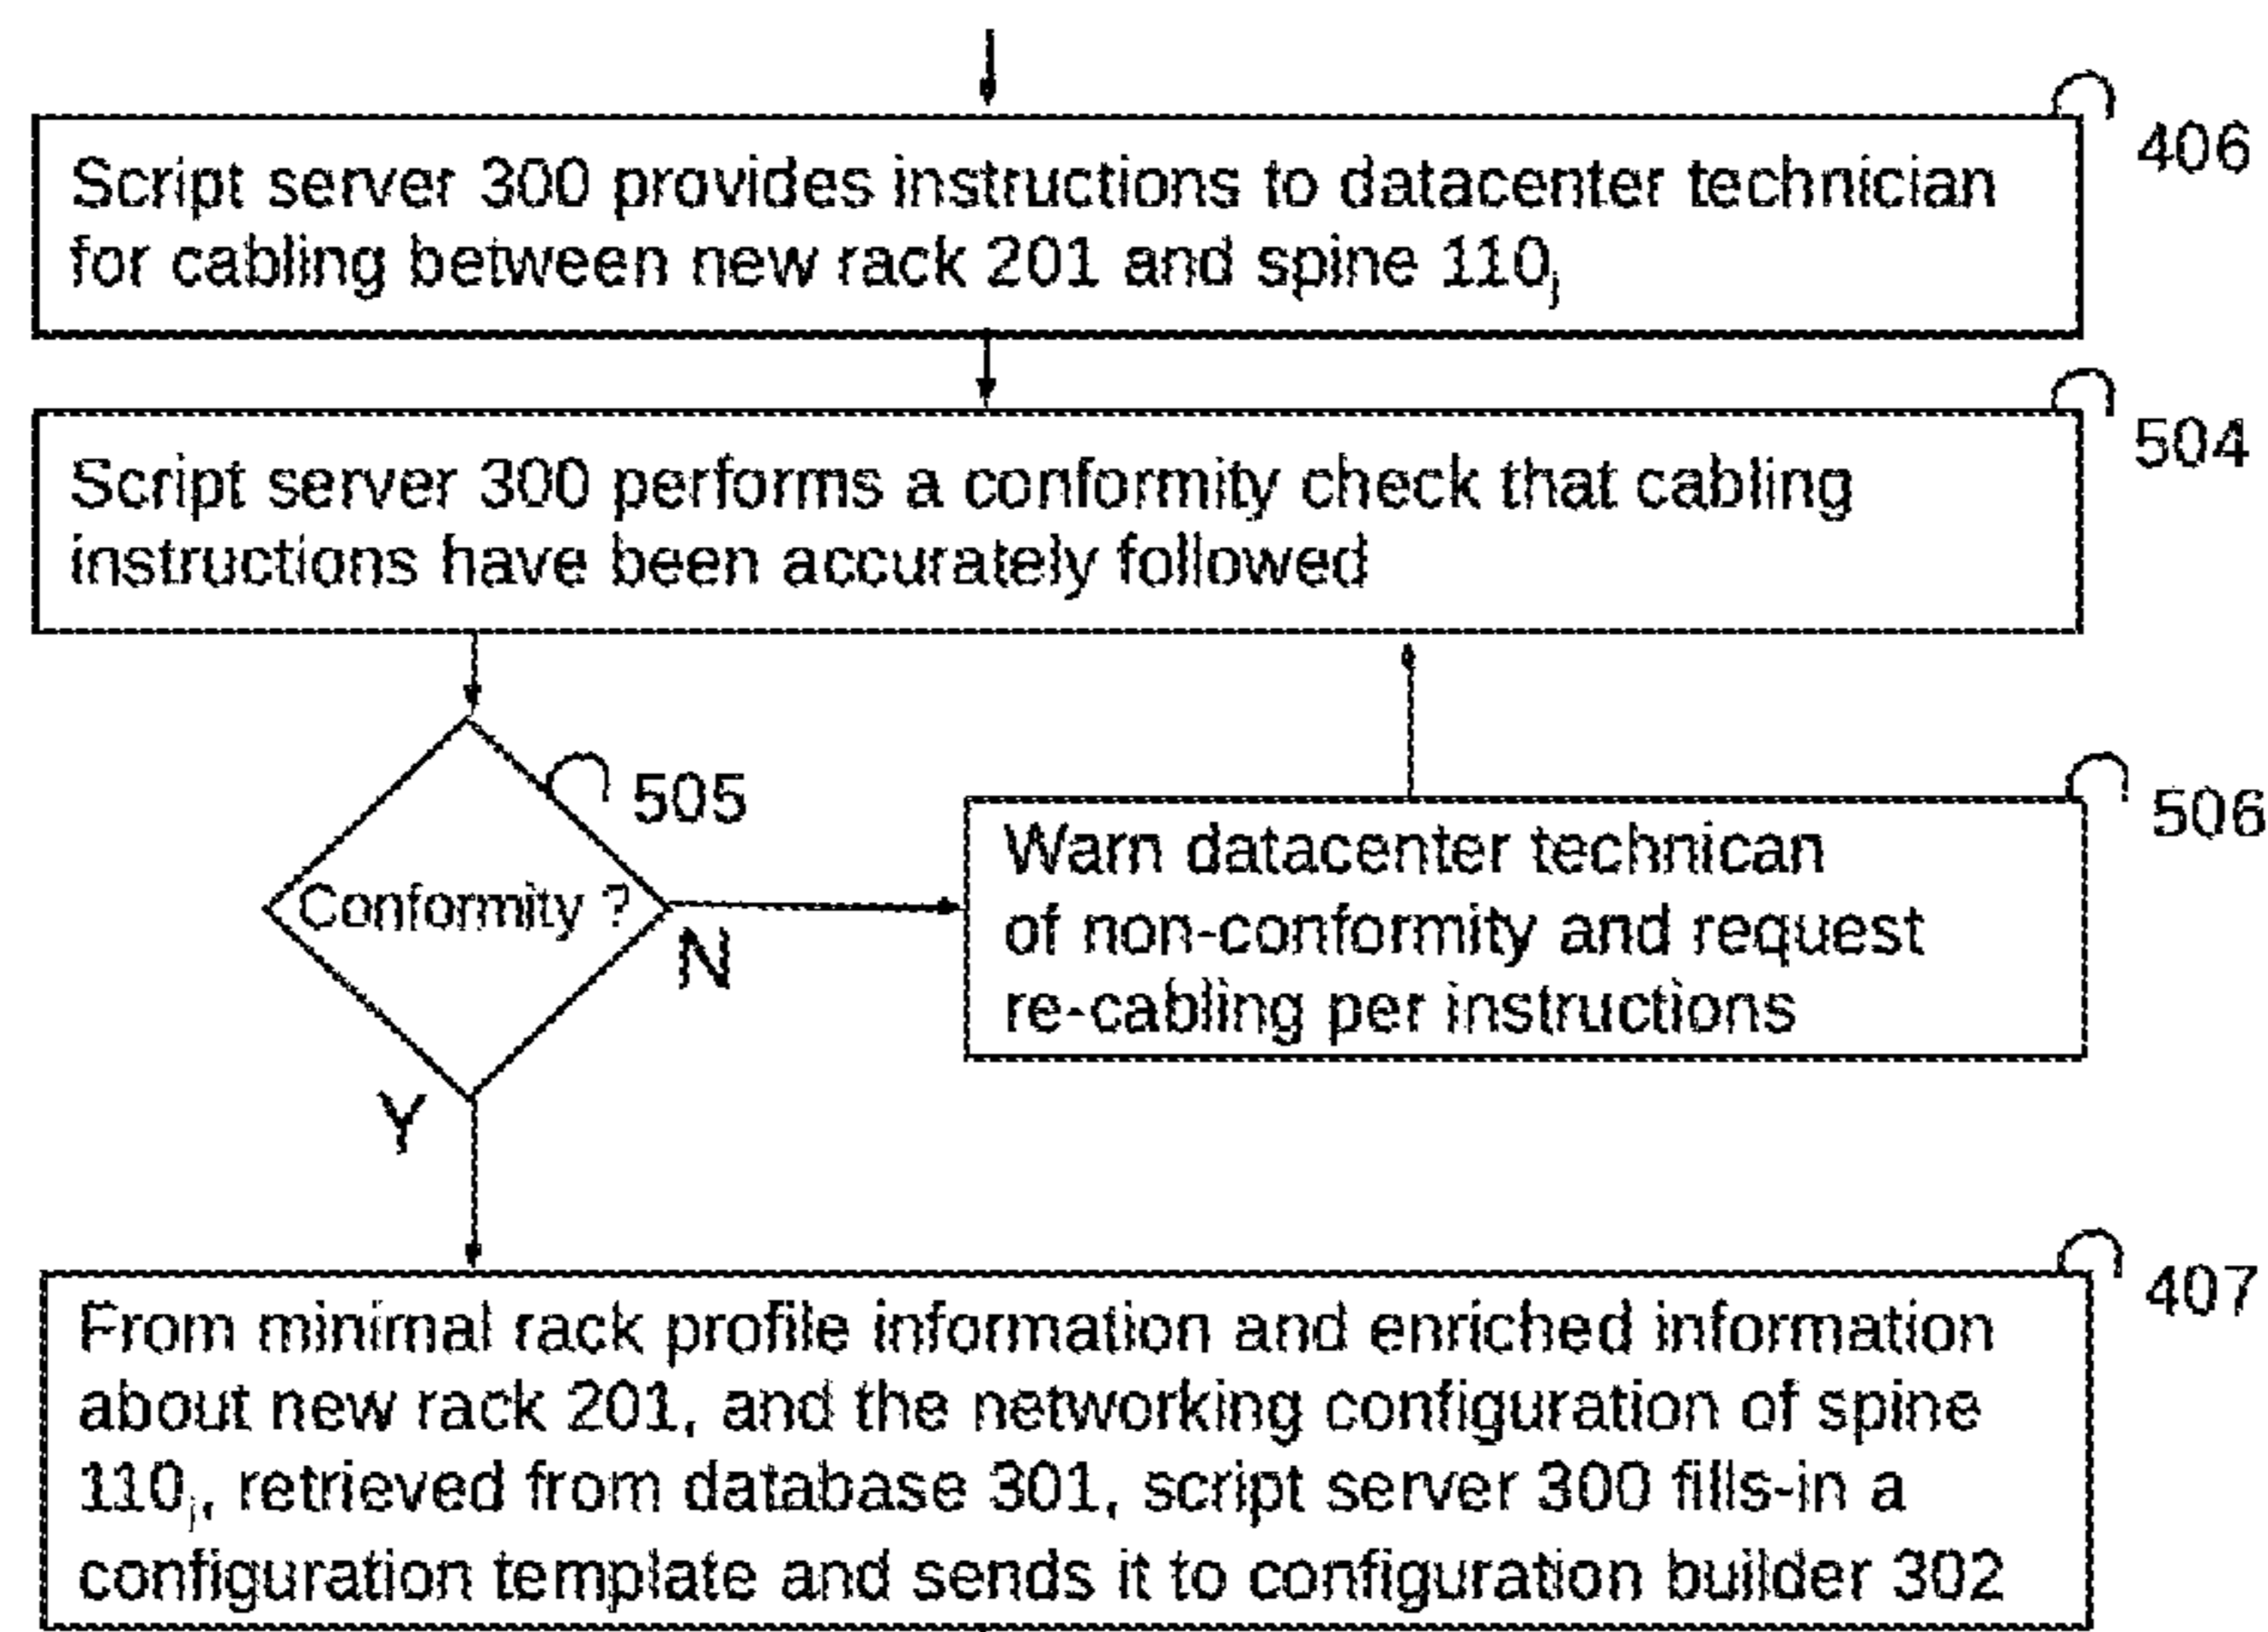 406
Script server 300 provides instructions to datacenter technician
for cabling between new rack 201 and spine 110j
504
Script server 300 performs a conformity check that cabling
instructions have been accurately followed
505
Conformity ?
N
Y
506
Warn datacenter technican
of non-conformity and request
re-cabling per instructions
407
From minimal rack profile information and enriched information
about new rack 201, and the networking configuration of spine
110j, retrieved from database 301, script server 300 fills-in a
configuration template and sends it to configuration builder 302